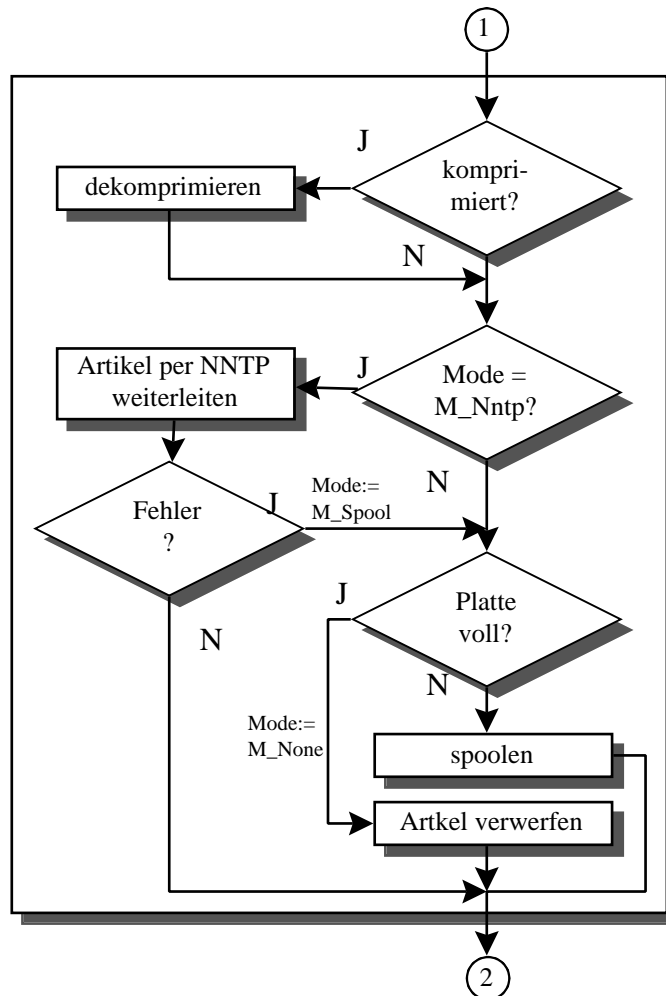 1
J
kompri-
miert?
dekomprimieren
N
Artikel per NNTP
weiterleiten
J
Mode =
M_Nntp?
N
Fehler
?
J
Mode:=
M_Spool
N
J
Platte
voll?
N
Mode:=
M_None
spoolen
Artkel verwerfen
2